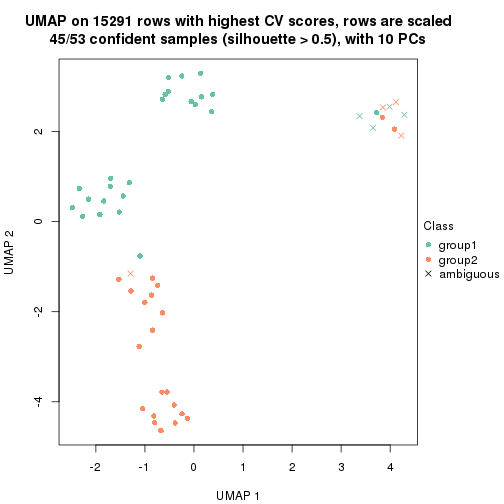 UMAP on 15291 rows with highest CV scores, rows are scaled
45/53 confident samples (silhouette > 0.5), with 10 PCs
2
0
-2
-4
UMAP 2
Class
group1
group2
ambiguous
-2 -1 0 1 2 3 4
UMAP 1